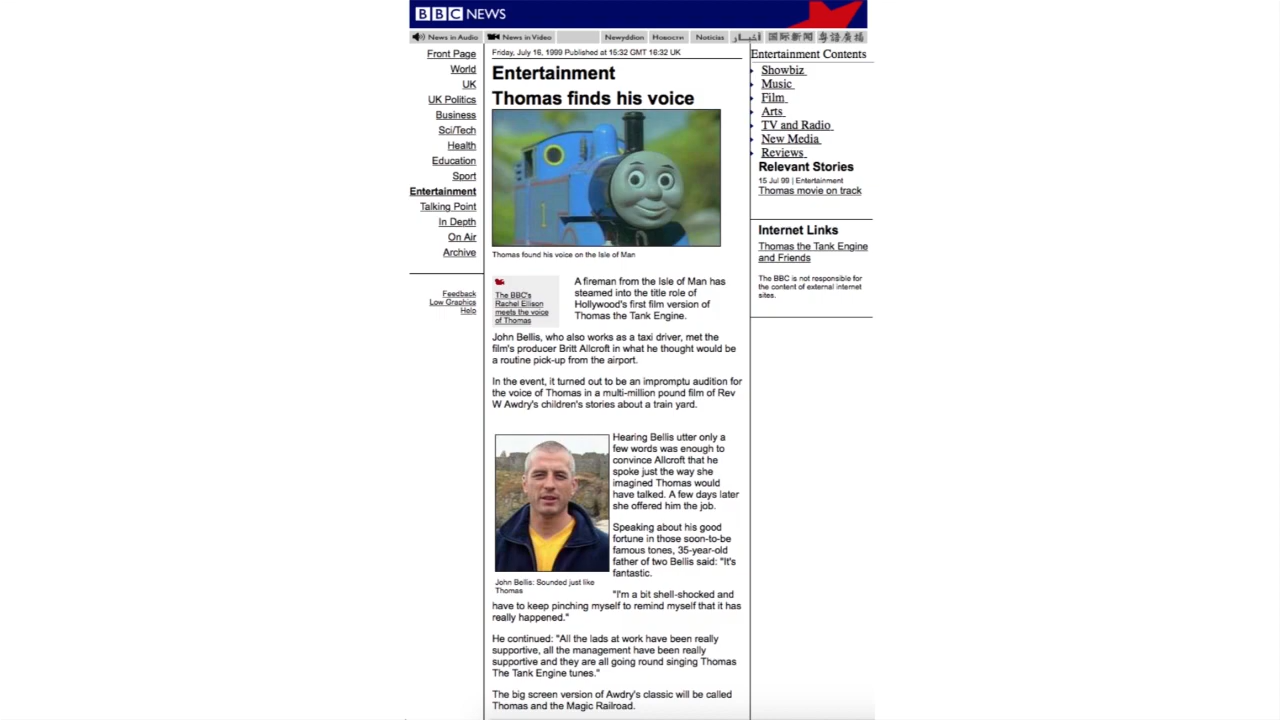 BBC NEWS
News in Audio
News in Video
Newyddion
Новости
Noticias
أخبار
国际新闻
粤語廣播
Front Page
World
UK
UK Politics
Business
Sci/Tech
Health
Education
Sport
Entertainment
Talking Point
In Depth
On Air
Archive
Feedback
Low Graphics
Help
Friday, July 16, 1999 Published at 15:32 GMT 16:32 UK
Entertainment
Thomas finds his voice
1
Thomas found his voice on the Isle of Man
The BBC's
Rachel Ellison
meets the voice
of Thomas
A fireman from the Isle of Man has
steamed into the title role of
Hollywood's first film version of
Thomas the Tank Engine.
John Bellis, who also works as a taxi driver, met the
film's producer Britt Allcroft in what he thought would be
a routine pick-up from the airport.
In the event, it turned out to be an impromptu audition for
the voice of Thomas in a multi-million pound film of Rev
W Awdry's children's stories about a train yard.
Hearing Bellis utter only a
few words was enough to
convince Allcroft that he
spoke just the way she
imagined Thomas would
have talked. A few days later
she offered him the job.
Speaking about his good
fortune in those soon-to-be
famous tones, 35-year-old
father of two Bellis said: "It's
fantastic.
John Bellis: Sounded just like
Thomas
"I'm a bit shell-shocked and
have to keep pinching myself to remind myself that it has
really happened."
He continued: "All the lads at work have been really
supportive, all the management have been really
supportive and they are all going round singing Thomas
The Tank Engine tunes."
The big screen version of Awdry's classic will be called
Thomas and the Magic Railroad.
Entertainment Contents
Showbiz
Music
Film
Arts
TV and Radio
New Media
Reviews
Relevant Stories
15 Jul 99 | Entertainment
Thomas movie on track
Internet Links
Thomas the Tank Engine
and Friends
The BBC is not responsible for
the content of external internet
sites.